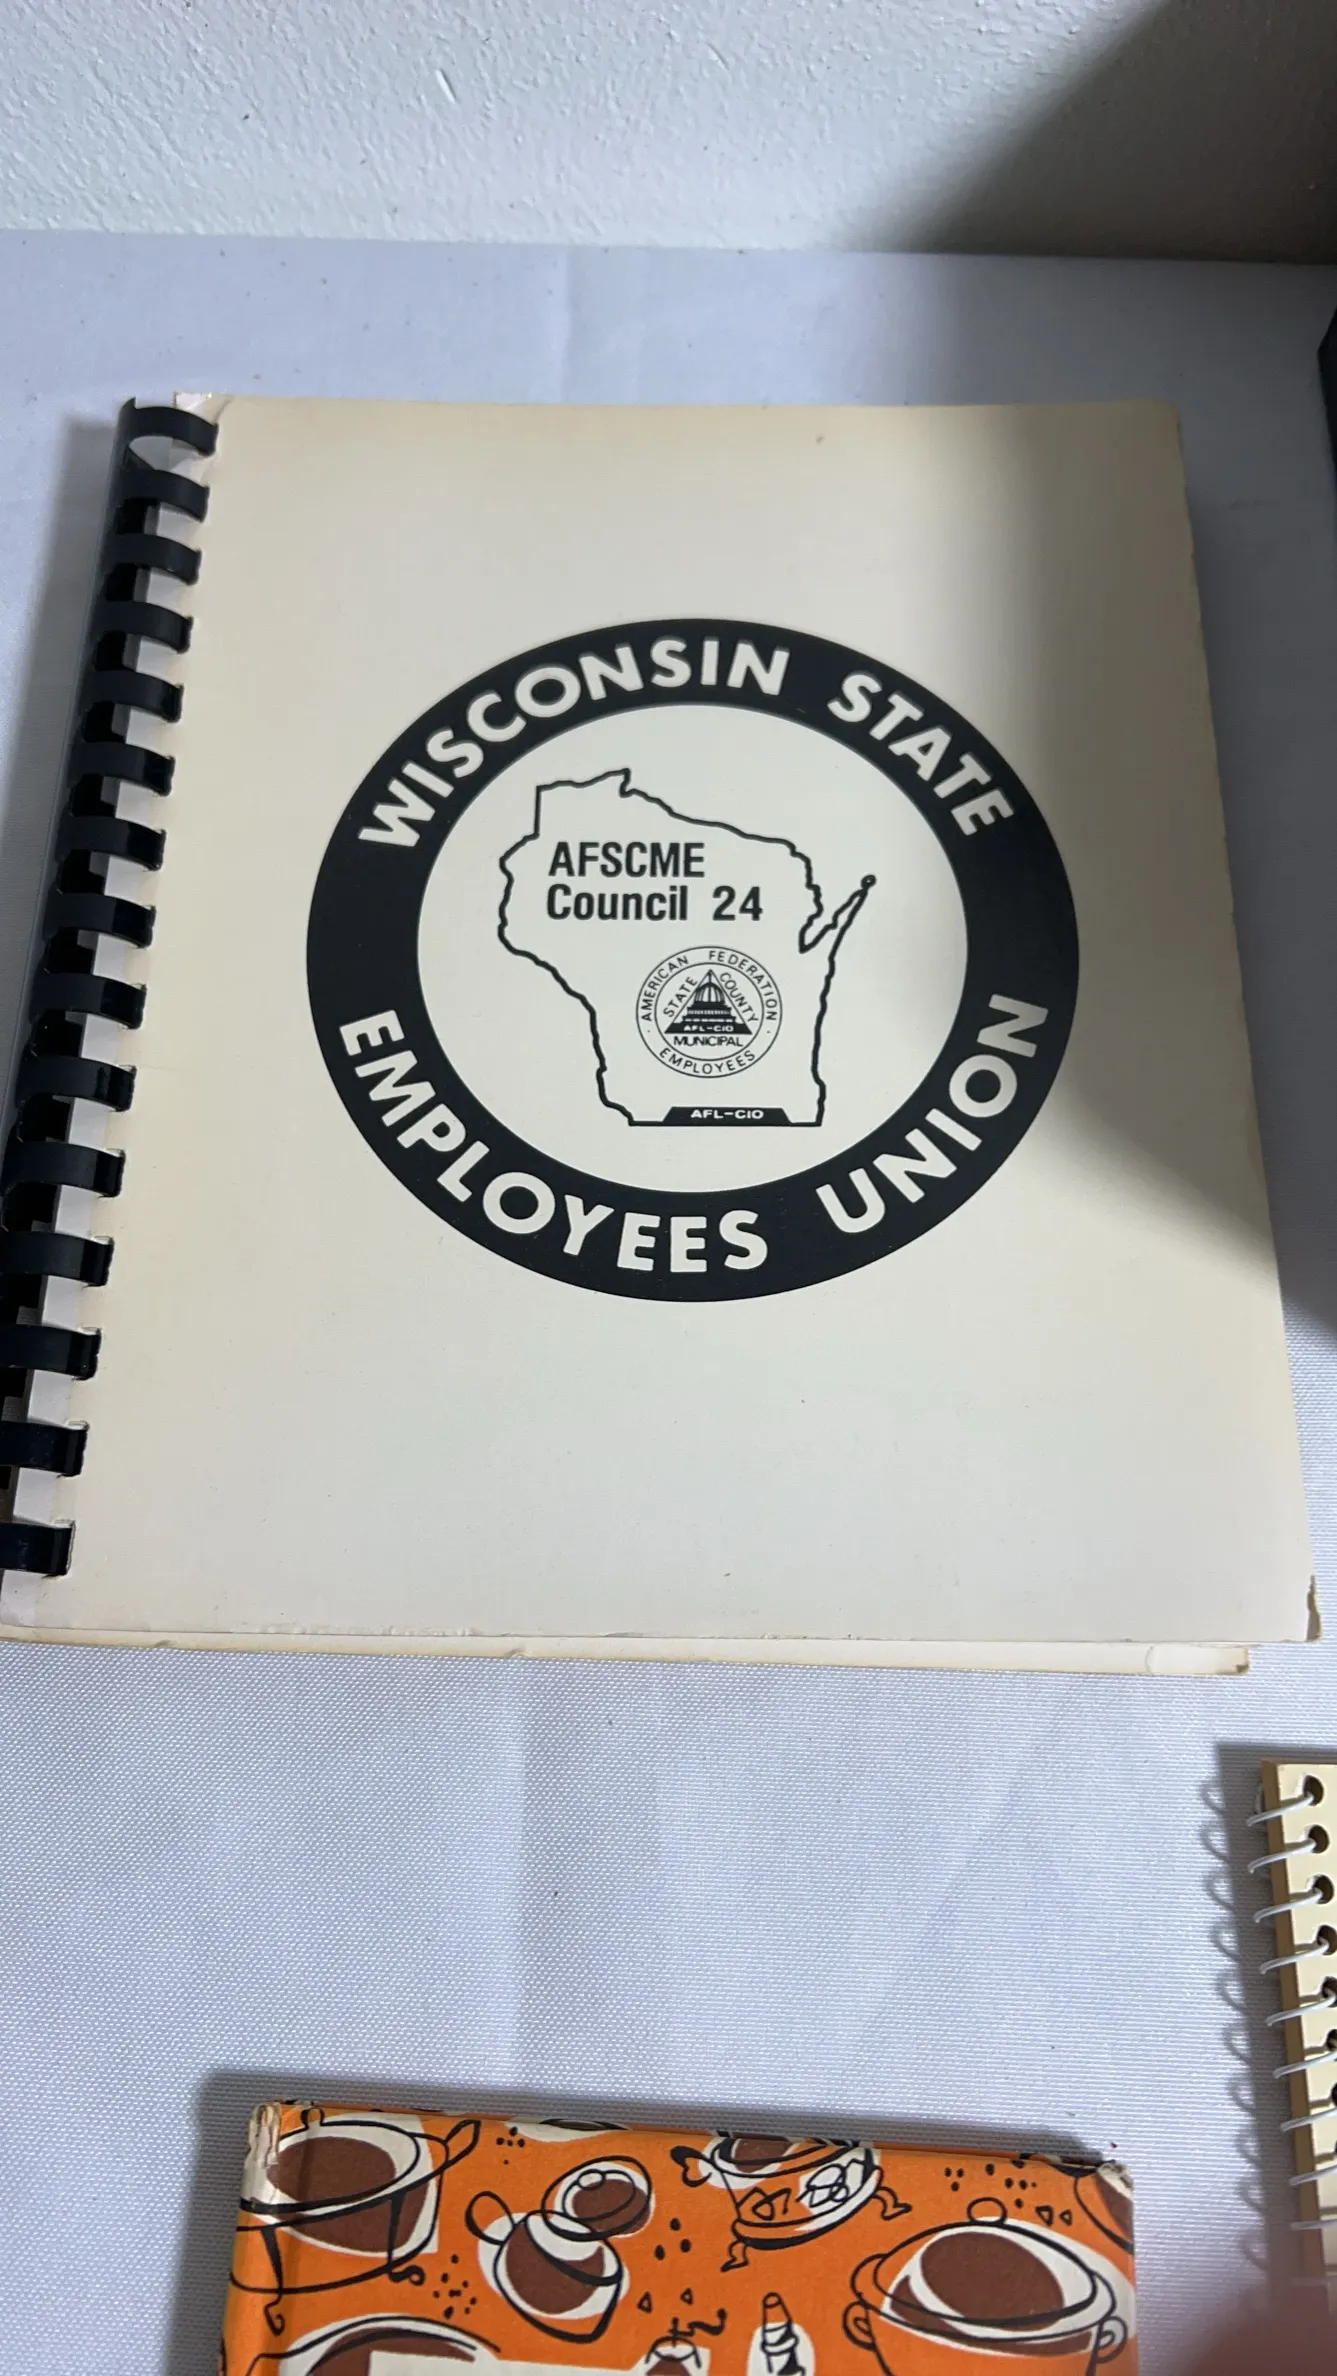 WISCONSIN STATE
AFSCME
Council 24
AMERICAN FEDERATION
STATE COUNTY
AFL-CIO
MUNICIPAL
EMPLOYEES
AFL-CIO
EMPLOYEES UNION